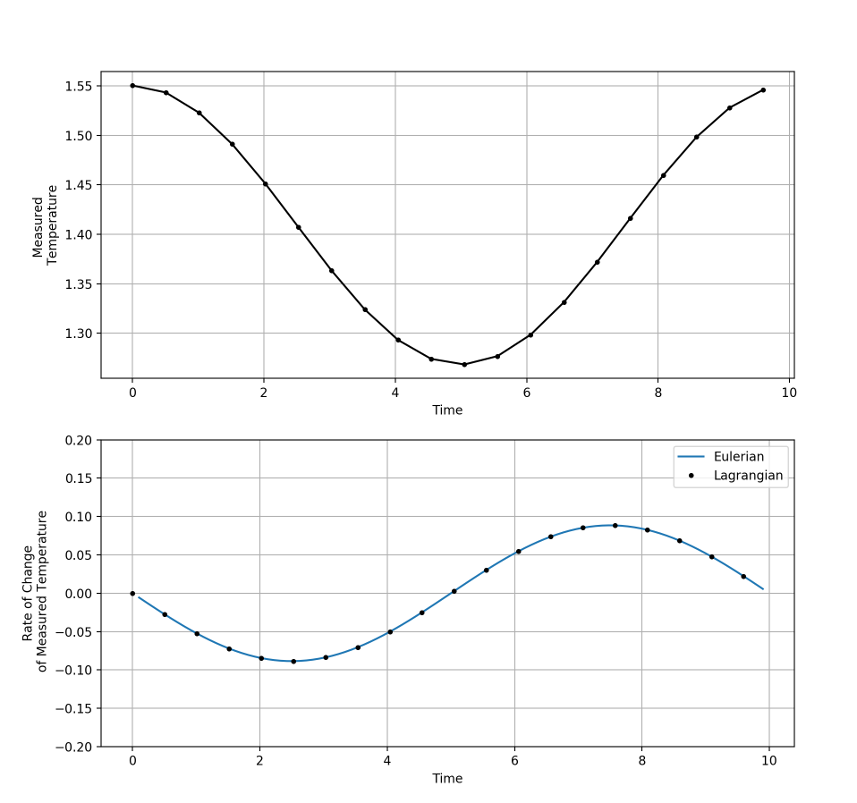 1.55
1.50
1.45
1.40
1.35
1.30
Measured
Temperature
0 2 4 6 8 10
Time
0.20
0.15
0.10
0.05
0.00
−0.05
−0.10
−0.15
−0.20
Rate of Change
of Measured Temperature
Eulerian
Lagrangian
0 2 4 6 8 10
Time